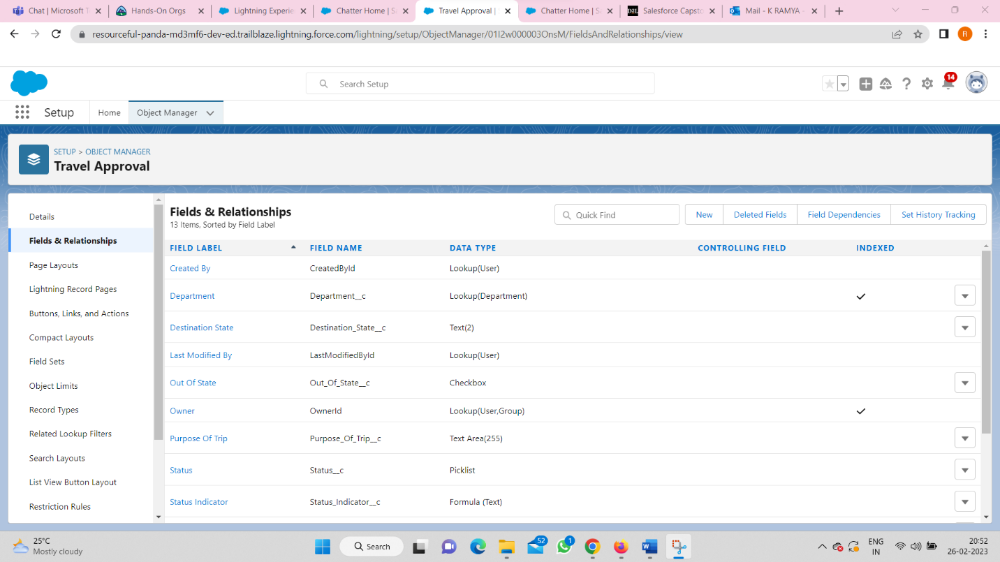 Chat | Microsoft T
Hands-On Orgs
Lightning Experie
Chatter Home | Sa
Travel Approval |
Chatter Home | Sa
Salesforce Capsto
Mail - K RAMYA -
resourceful-panda-md3mf6-dev-ed.trailblaze.lightning.force.com/lightning/setup/ObjectManager/01I2w000003OnsM/FieldsAndRelationships/view
R
Search Setup
14
Setup
Home
Object Manager
SETUP > OBJECT MANAGER
Travel Approval
Details
Fields & Relationships
Page Layouts
Lightning Record Pages
Buttons, Links, and Actions
Compact Layouts
Field Sets
Object Limits
Record Types
Related Lookup Filters
Search Layouts
List View Button Layout
Restriction Rules
Fields & Relationships
13 Items, Sorted by Field Label
Quick Find
New
Deleted Fields
Field Dependencies
Set History Tracking
FIELD LABEL FIELD NAME DATA TYPE CONTROLLING FIELD INDEXED
Created By CreatedById Lookup(User)
Department Department__c Lookup(Department)
Destination State Destination_State__c Text(2)
Last Modified By LastModifiedById Lookup(User)
Out Of State Out_Of_State__c Checkbox
Owner OwnerId Lookup(User,Group)
Purpose Of Trip Purpose_Of_Trip__c Text Area(255)
Status Status__c Picklist
Status Indicator Status_Indicator__c Formula (Text)
25°C
Mostly cloudy
Search
52
1
ENG
IN
20:52
26-02-2023